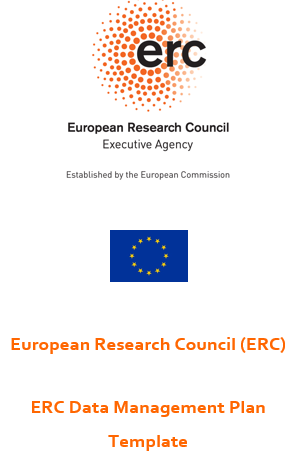 erc
European Research Council
Executive Agency
Established by the European Commission
European Research Council (ERC)
ERC Data Management Plan
Template